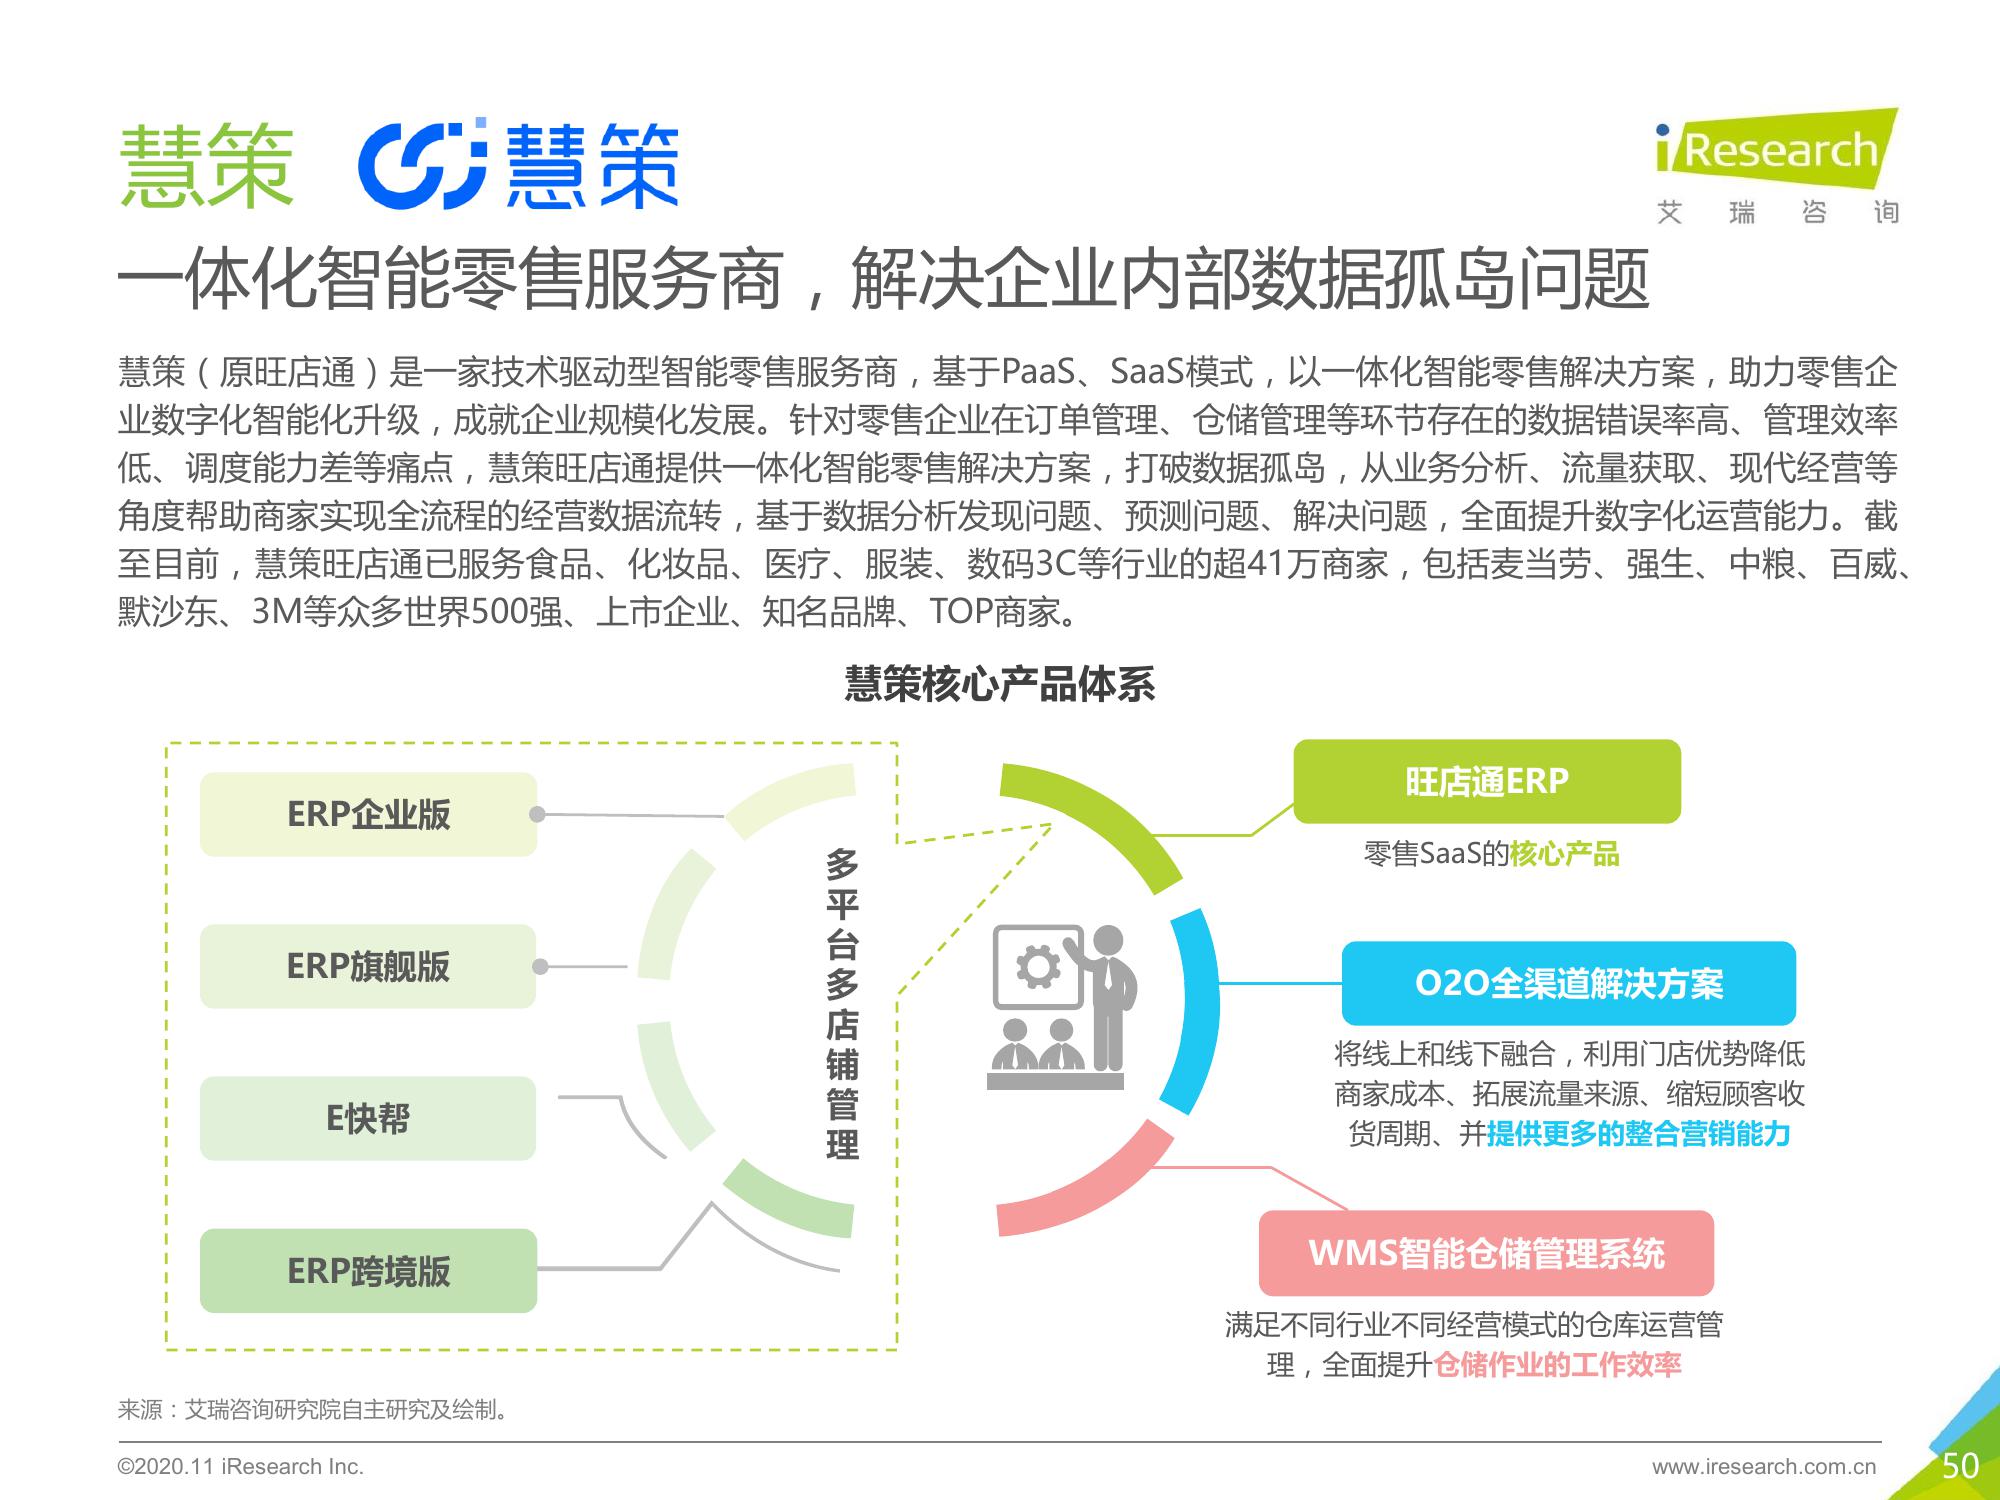 慧策 慧策
iResearch
艾瑞咨询
一体化智能零售服务商，解决企业内部数据孤岛问题
慧策（原旺店通）是一家技术驱动型智能零售服务商，基于PaaS、SaaS模式，以一体化智能零售解决方案，助力零售企
业数字化智能化升级，成就企业规模化发展。针对零售企业在订单管理、仓储管理等环节存在的数据错误率高、管理效率
低、调度能力差等痛点，慧策旺店通提供一体化智能零售解决方案，打破数据孤岛，从业务分析、流量获取、现代经营等
角度帮助商家实现全流程的经营数据流转，基于数据分析发现问题、预测问题、解决问题，全面提升数字化运营能力。截
至目前，慧策旺店通已服务食品、化妆品、医疗、服装、数码3C等行业的超41万商家，包括麦当劳、强生、中粮、百威、
默沙东、3M等众多世界500强、上市企业、知名品牌、TOP商家。
慧策核心产品体系
ERP企业版
ERP旗舰版
E快帮
ERP跨境版
多平台多店铺管理
旺店通ERP
零售SaaS的核心产品
O2O全渠道解决方案
将线上和线下融合，利用门店优势降低
商家成本、拓展流量来源、缩短顾客收
货周期、并提供更多的整合营销能力
WMS智能仓储管理系统
满足不同行业不同经营模式的仓库运营管
理，全面提升仓储作业的工作效率
来源：艾瑞咨询研究院自主研究及绘制。
©2020.11 iResearch Inc.
www.iresearch.com.cn
50